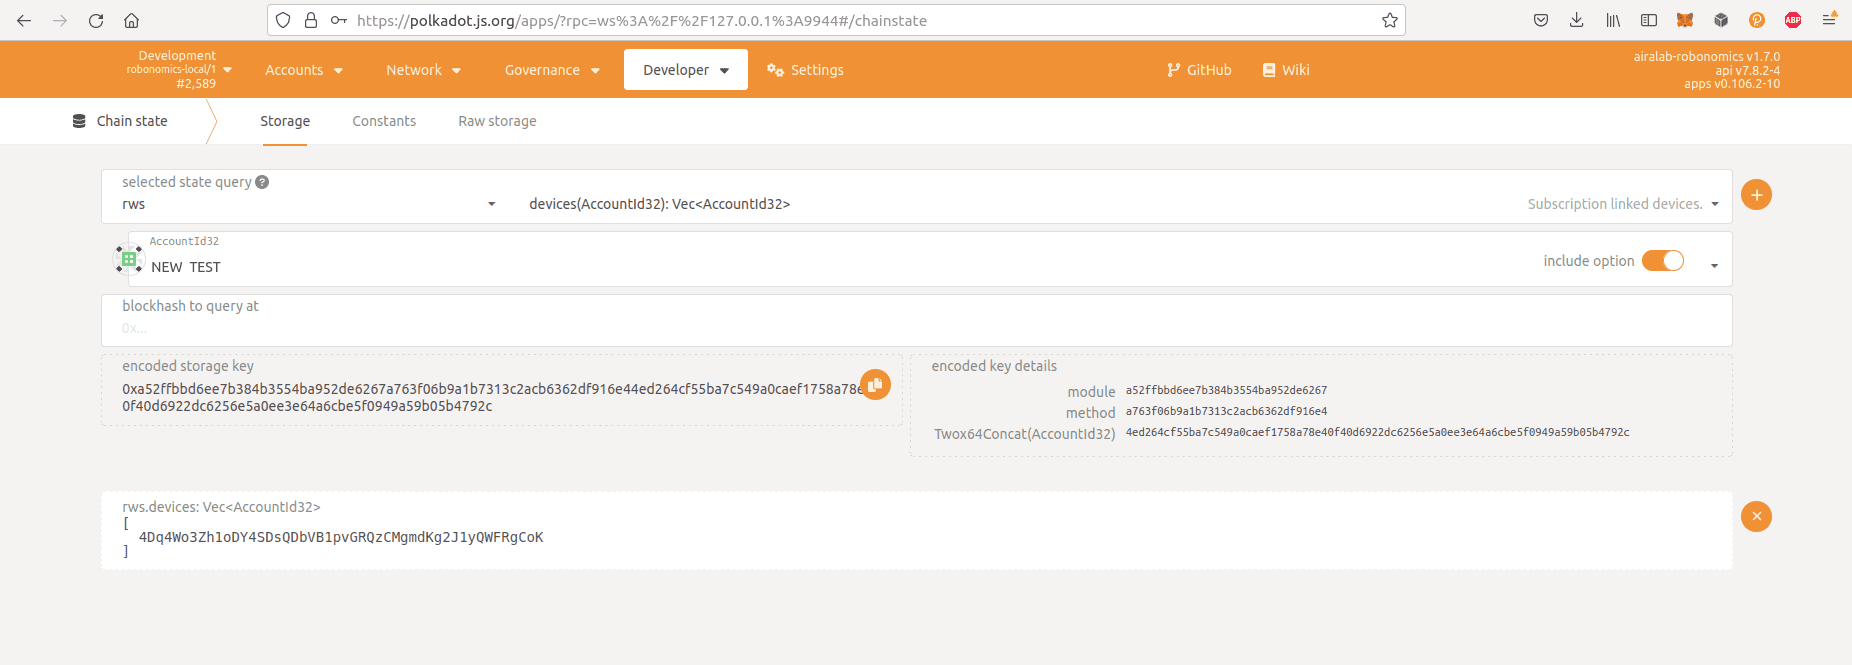 https://polkadot.js.org/apps/?rpc=ws%3A%2F%2F127.0.0.1%3A9944#/chainstate
ABP
Development
robonomics-local/1
#2,589
Accounts
Network
Governance
Developer
Settings
GitHub
Wiki
airalab-robonomics v1.7.0
api v7.8.2-4
apps v0.106.2-10
Chain state
Storage
Constants
Raw storage
selected state query ?
rws
devices(AccountId32): Vec<AccountId32>
Subscription linked devices.
AccountId32
NEW TEST
include option
blockhash to query at
0x...
encoded storage key
0xa52ffbbd6ee7b384b3554ba952de6267a763f06b9a1b7313c2acb6362df916e44ed264cf55ba7c549a0caef1758a78e
0f40d6922dc6256e5a0ee3e64a6cbe5f0949a59b05b4792c
encoded key details
module a52ffbbd6ee7b384b3554ba952de6267
method a763f06b9a1b7313c2acb6362df916e4
Twox64Concat(AccountId32) 4ed264cf55ba7c549a0caef1758a78e40f40d6922dc6256e5a0ee3e64a6cbe5f0949a59b05b4792c
rws.devices: Vec<AccountId32>
[
4Dq4Wo3Zh1oDY4SDsQDbVB1pvGRQzCMgmdKg2J1yQWFRgCoK
]